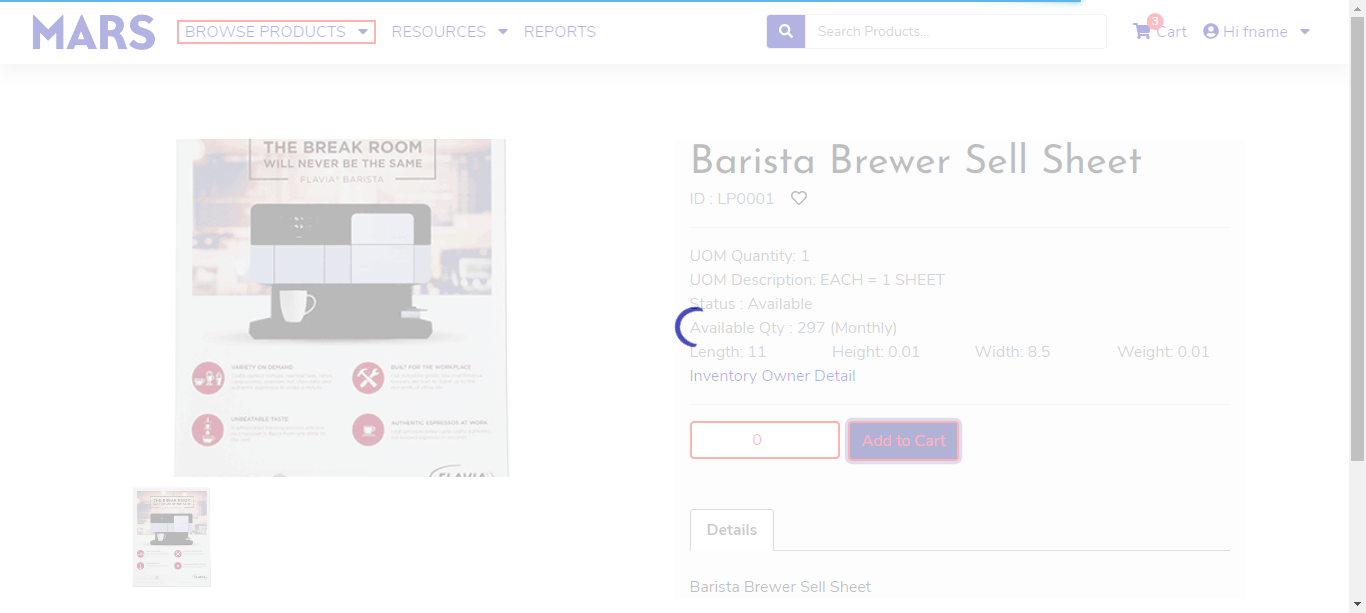 MARS
BROWSE PRODUCTS
RESOURCES
REPORTS
Search Products...
3
Cart
Hi fname
THE BREAK ROOM
WILL NEVER BE THE SAME
FLAVIA® BARISTA
VARIETY ON DEMAND
BUILT FOR THE WORKPLACE
UNBEATABLE TASTE
AUTHENTIC ESPRESSOS AT WORK
FLAVIA
Barista Brewer Sell Sheet
ID : LP0001
UOM Quantity: 1
UOM Description: EACH = 1 SHEET
Status : Available
Available Qty : 297 (Monthly)
Length: 11 Height: 0.01 Width: 8.5 Weight: 0.01
Inventory Owner Detail
0
Add to Cart
Details
Barista Brewer Sell Sheet